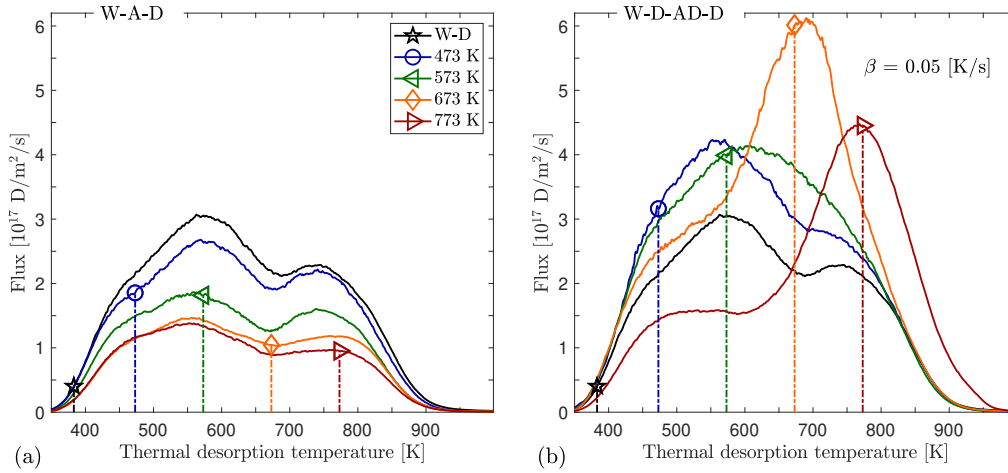 W-A-D
W-D-AD-D
6
5
4
3
2
1
0
Flux [10¹⁷ D/m²/s]
W-D
473 K
573 K
673 K
773 K
400 500 600 700 800 900
Thermal desorption temperature [K]
(a)
6
5
4
3
2
1
0
Flux [10¹⁷ D/m²/s]
β = 0.05 [K/s]
400 500 600 700 800 900
Thermal desorption temperature [K]
(b)